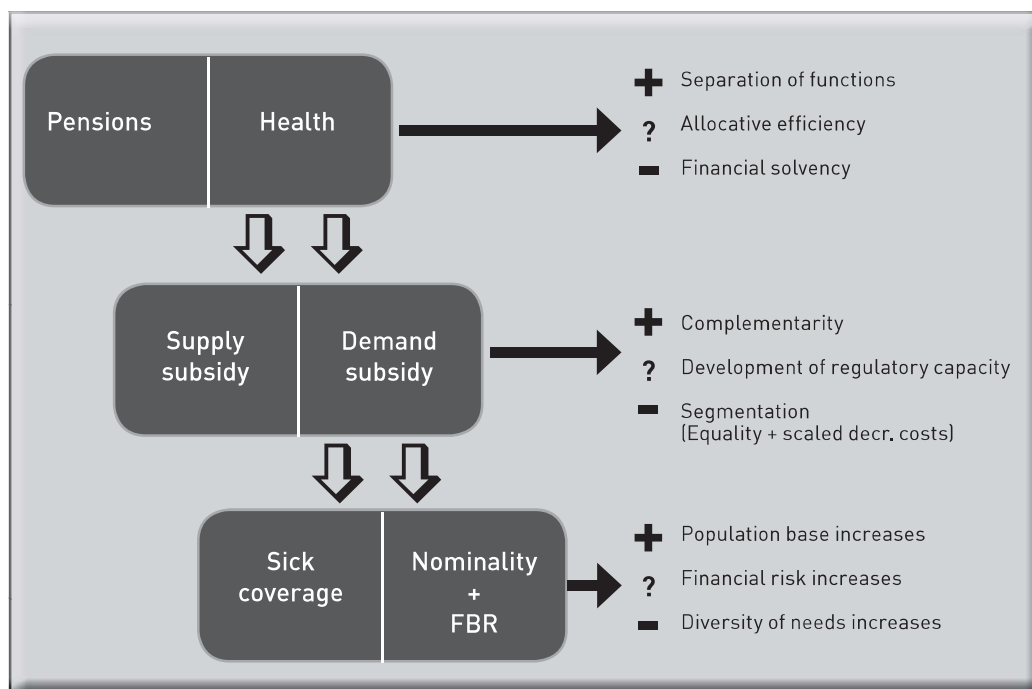 Pensions
Health
+ Separation of functions
? Allocative efficiency
- Financial solvency
Supply
subsidy
Demand
subsidy
+ Complementarity
? Development of regulatory capacity
- Segmentation
(Equality + scaled decr. costs)
Sick
coverage
Nominality
+
FBR
+ Population base increases
? Financial risk increases
- Diversity of needs increases